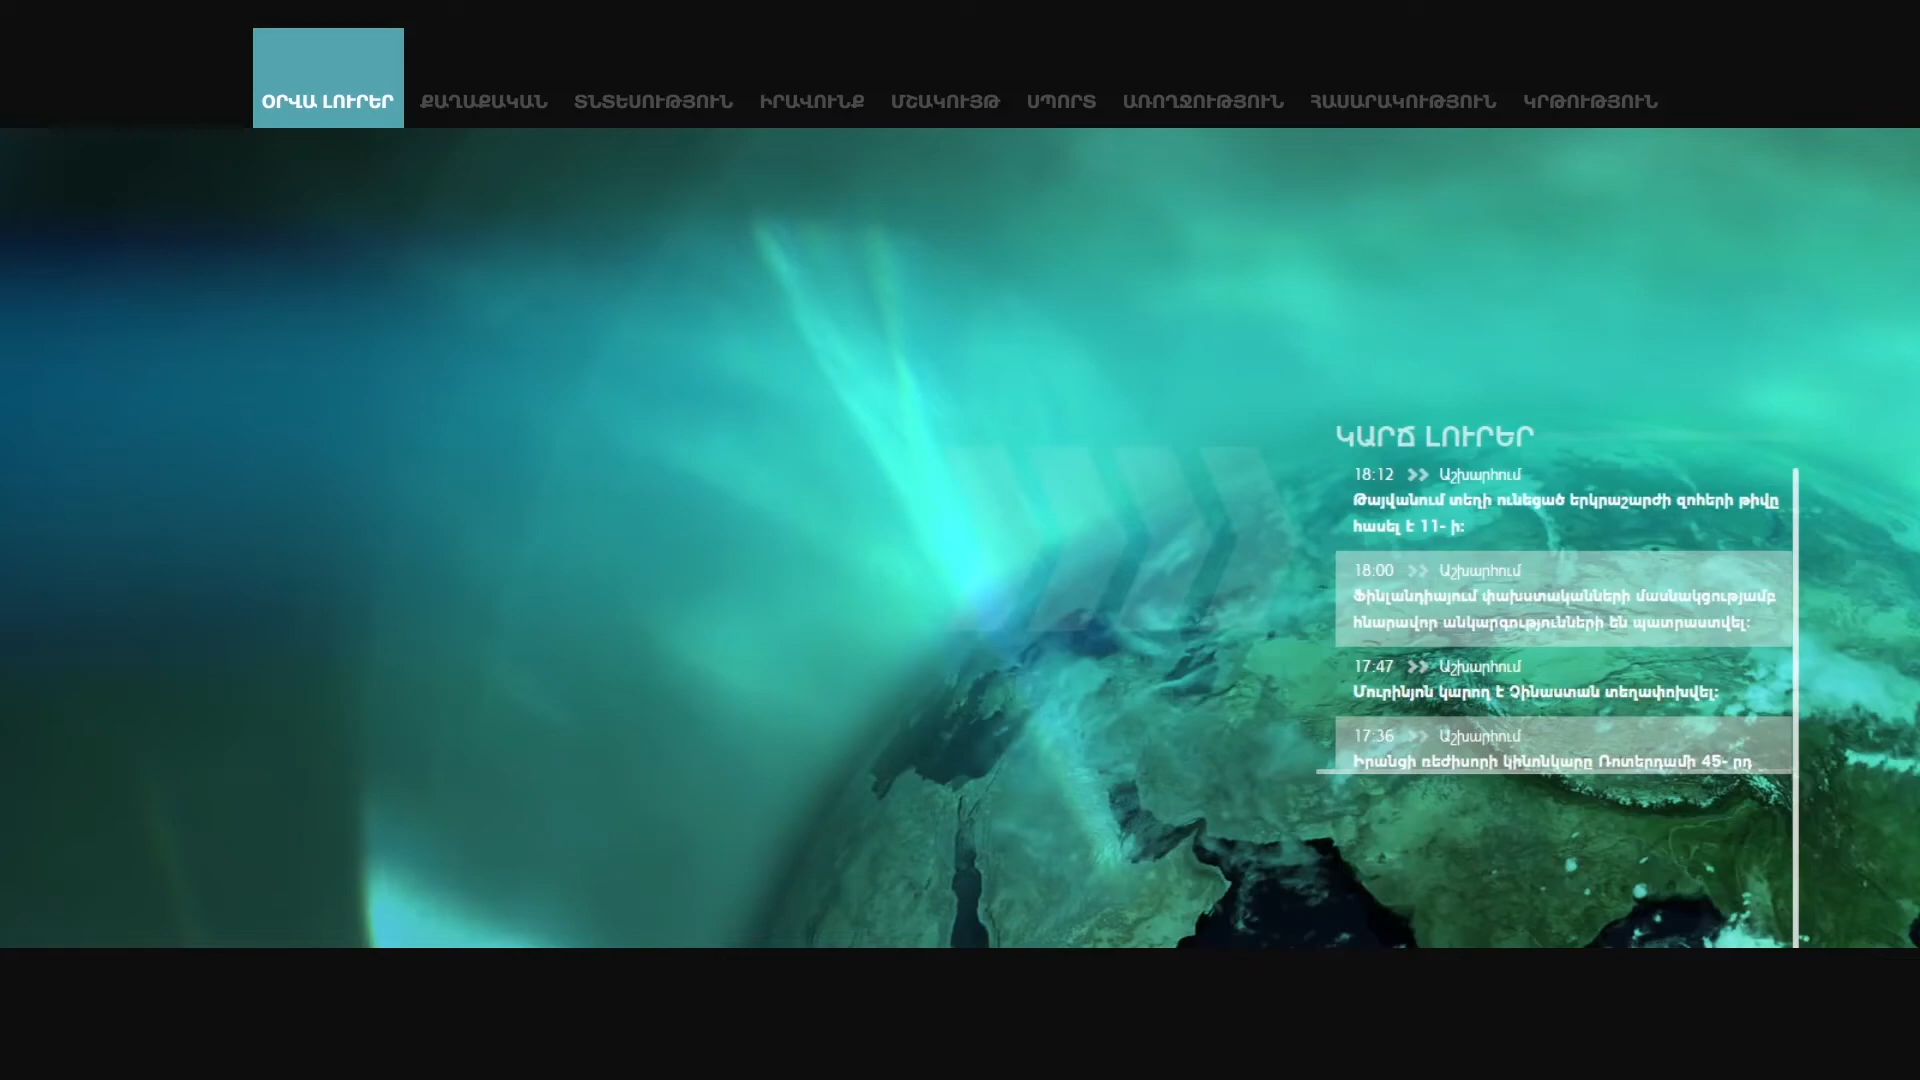 ՕՐՎԱ ԼՈՒՐԵՐ ՔԱՂԱՔԱԿԱՆ ՏՆՏԵՍՈՒԹՅՈՒՆ ԻՐԱՎՈՒՆՔ ՄՇԱԿՈՒՅԹ ՍՊՈՐՏ ԱՌՈՂՋՈՒԹՅՈՒՆ ՀԱՍԱՐԱԿՈՒԹՅՈՒՆ ԿՐԹՈՒԹՅՈՒՆ
ԿԱՐՃ ԼՈՒՐԵՐ
18:12 >> Աշխարհում
Թայվանում տեղի ունեցած երկրաշարժի զոհերի թիվը
հասել է 11- ի:
18:00 >> Աշխարհում
Ֆինլանդիայում փախստականների մասնակցությամբ
հնարավոր անկարգությունների են պատրաստվել:
17:47 >> Աշխարհում
Մուրինյոն կարող է Չինաստան տեղափոխվել:
17:36 >> Աշխարհում
Իրանցի ռեժիսորի կինոնկարը Ռոտերդամի 45- րդ